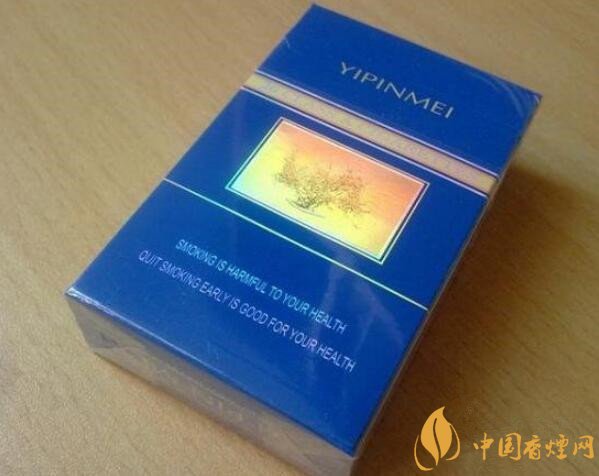 YIPINMEI
SMOKING IS HARMFUL TO YOUR HEALTH
QUIT SMOKING EARLY IS GOOD FOR YOUR HEALTH
中国香烟网